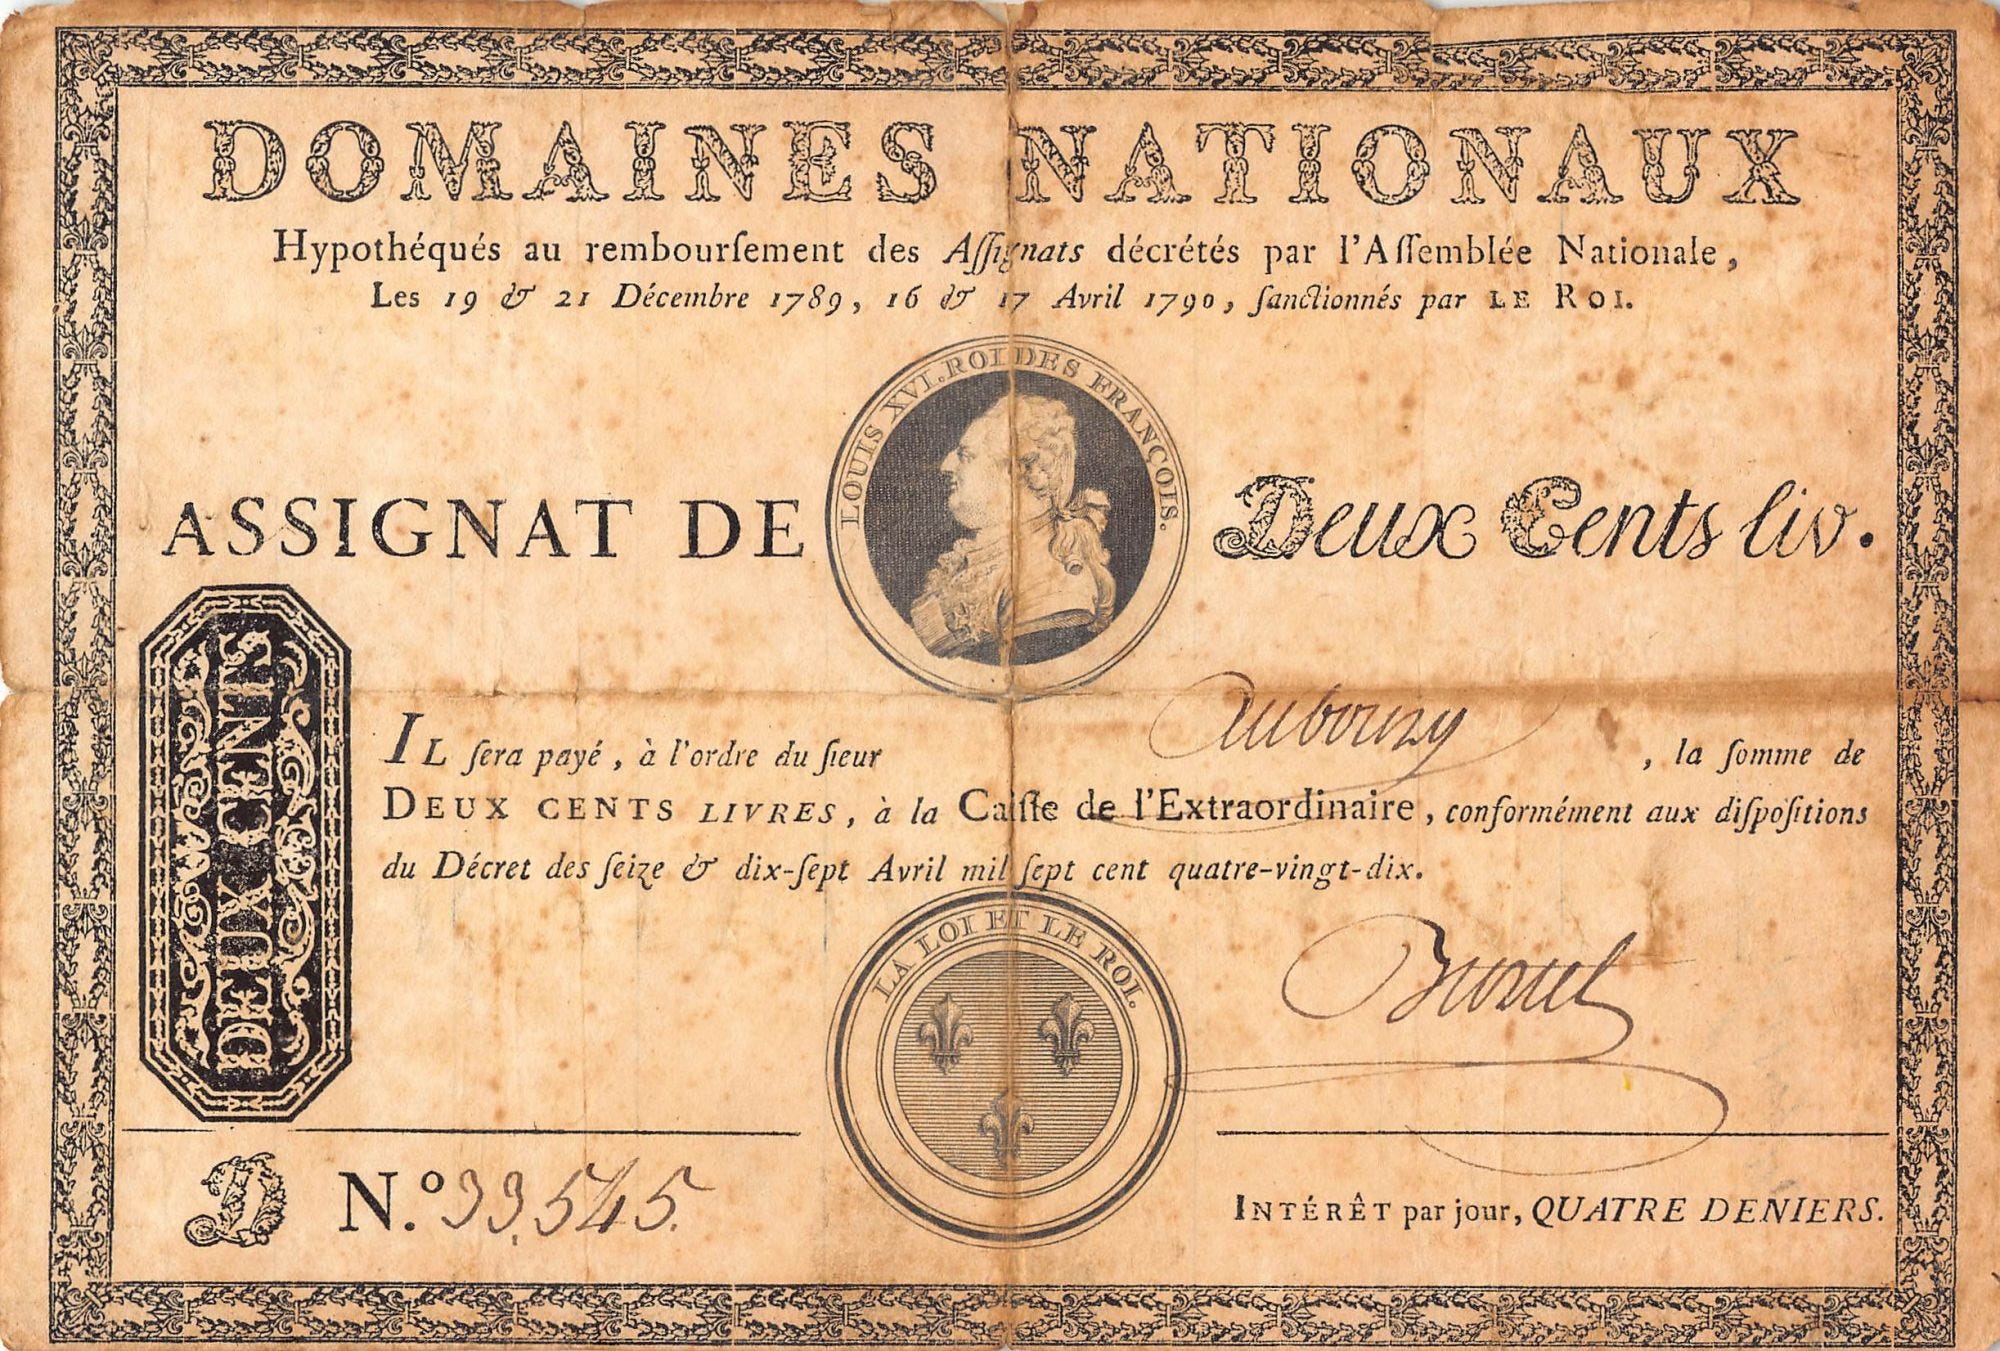 DOMAINES NATIONAUX
Hypothéqués au rembourſement des Aſſignats décrétés par l'Aſſemblée Nationale,
Les 19 & 21 Décembre 1789, 16 & 17 Avril 1790, ſanctionnés par LE ROI.
LOUIS XVI. ROI DES FRANÇOIS.
ASSIGNAT DE Deux Cents liv.
DEUX CENTS
IL ſera payé, à l'ordre du ſieur Aubourg, la ſomme de
DEUX CENTS LIVRES, à la Caiſſe de l'Extraordinaire, conformément aux diſpoſitions
du Décret des ſeize & dix-ſept Avril mil ſept cent quatre-vingt-dix.
LA LOI ET LE ROI.
D N.º 33,545.
INTÉRÊT par jour, QUATRE DENIERS.